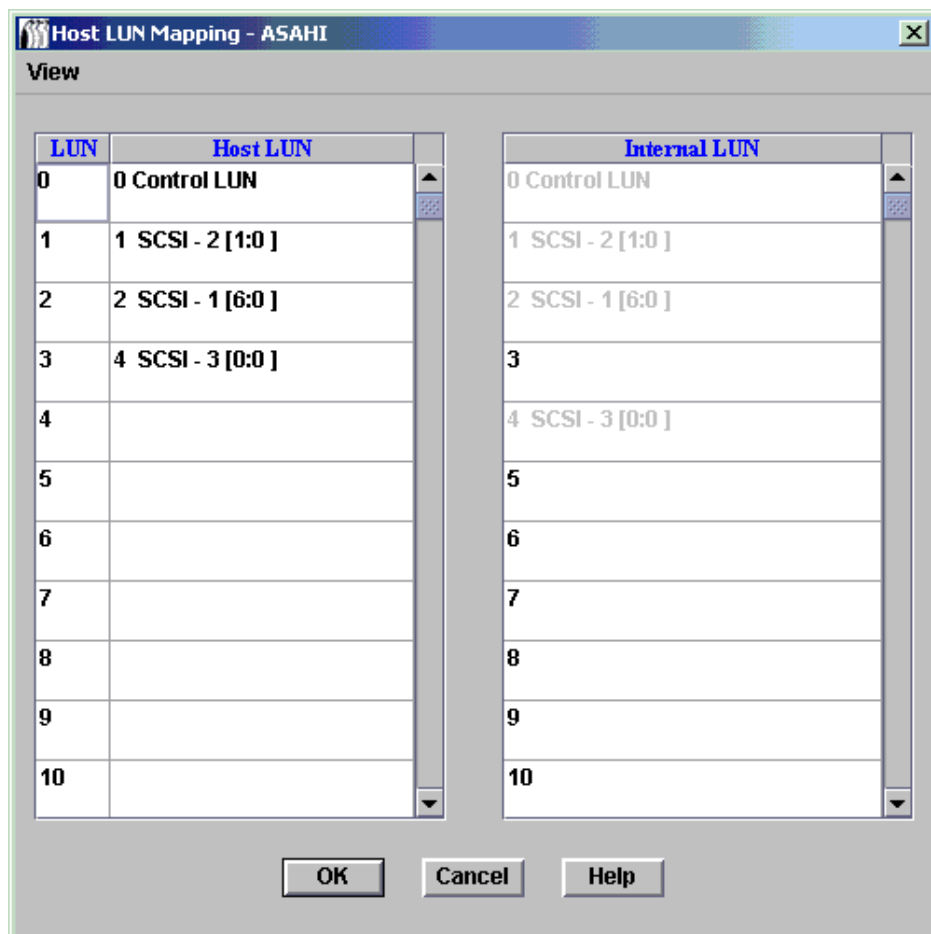 Host LUN Mapping - ASAHI
View
LUN Host LUN Internal LUN
0 0 Control LUN 0 Control LUN
1 1 SCSI - 2 [1:0 ] 1 SCSI - 2 [1:0 ]
2 2 SCSI - 1 [6:0 ] 2 SCSI - 1 [6:0 ]
3 4 SCSI - 3 [0:0 ] 3
4 4 SCSI - 3 [0:0 ]
5 5
6 6
7 7
8 8
9 9
10 10
OK Cancel Help